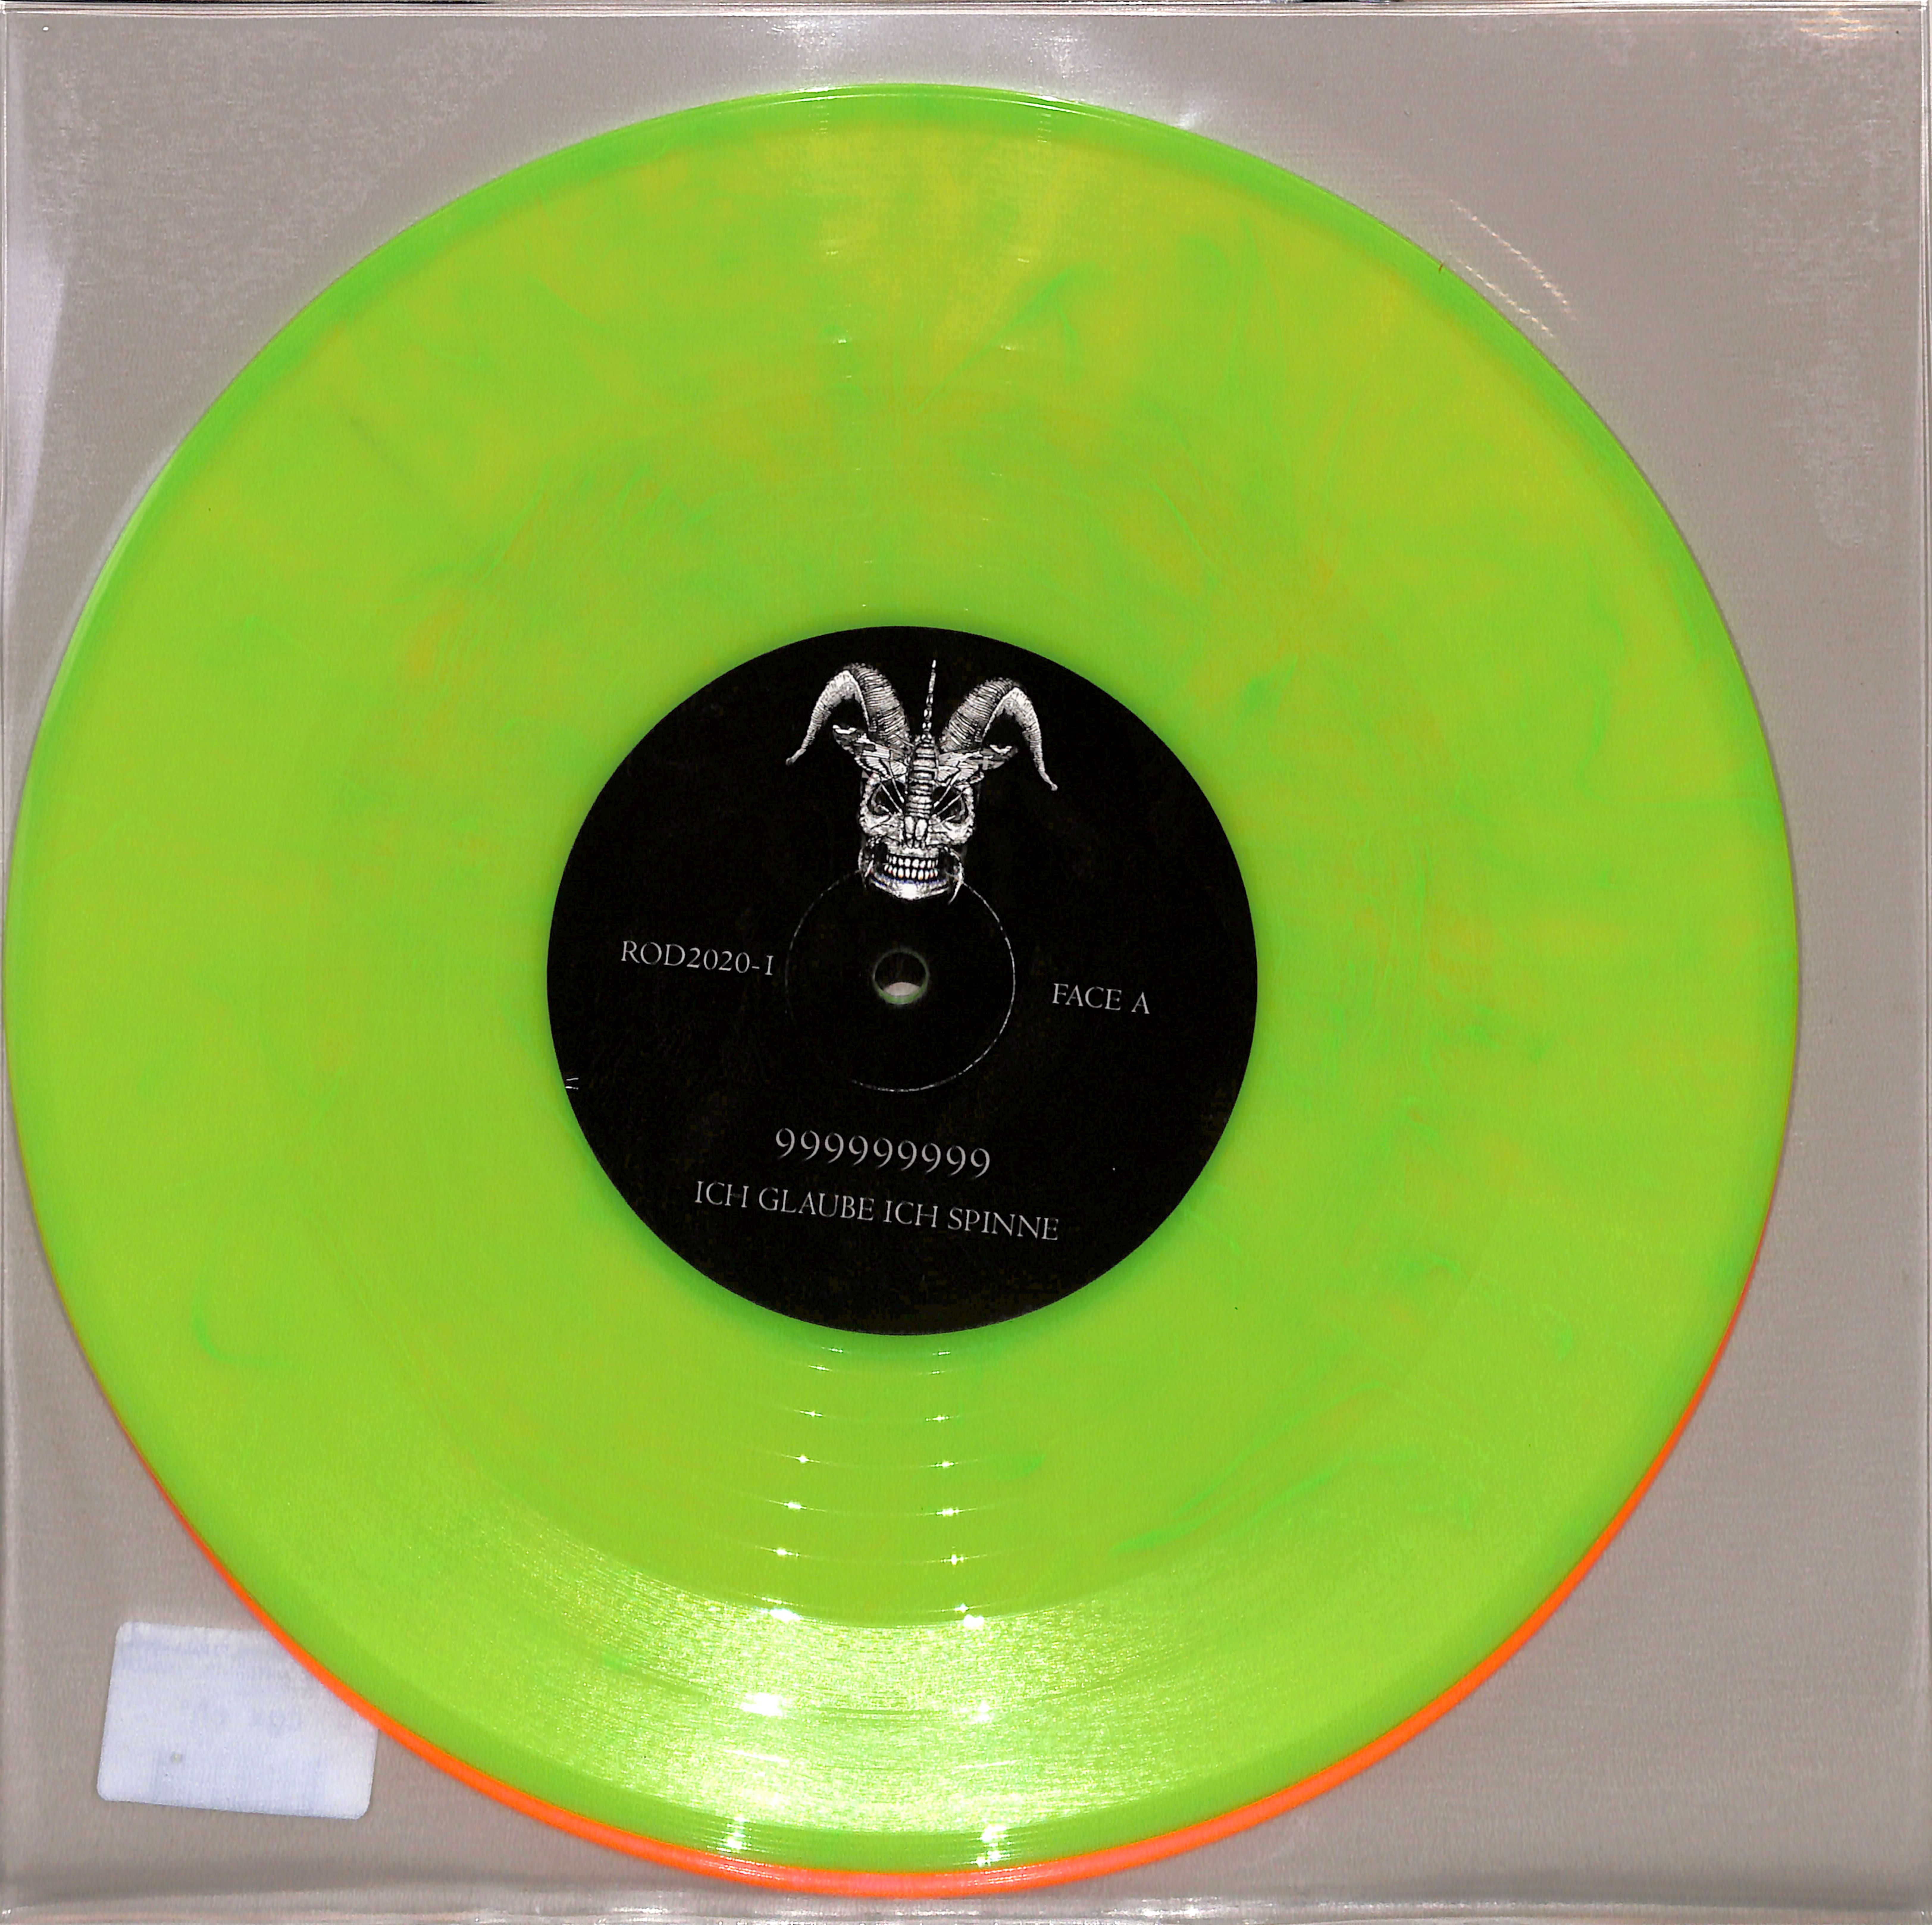 ROD2020-1
FACE A
999999999
ICH GLAUBE ICH SPINNE